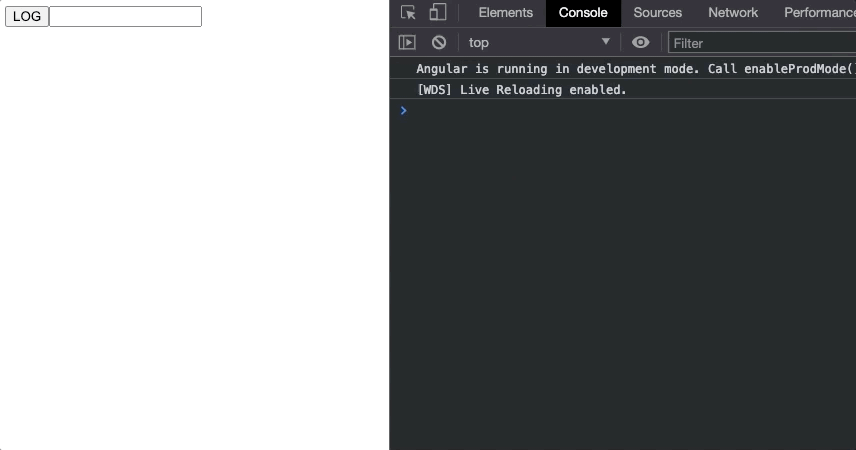 LOG
Elements Console Sources Network Performance
top Filter
Angular is running in development mode. Call enableProdMode()
[WDS] Live Reloading enabled.